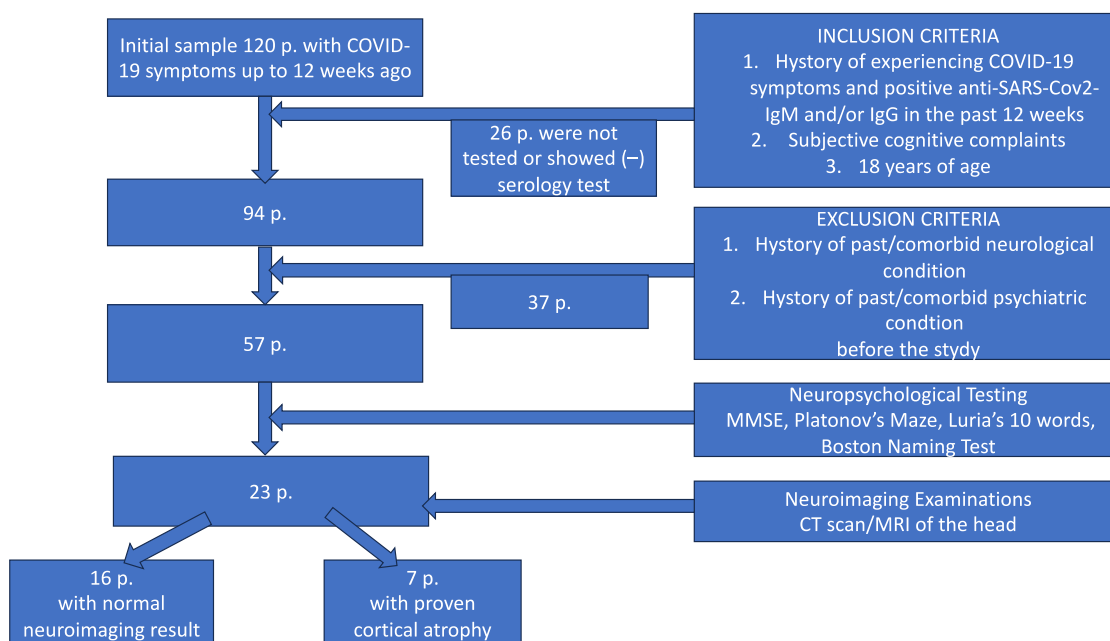 Initial sample 120 p. with COVID-
19 symptoms up to 12 weeks ago
INCLUSION CRITERIA
1. Hystory of experiencing COVID-19
symptoms and positive anti-SARS-Cov2-
IgM and/or IgG in the past 12 weeks
2. Subjective cognitive complaints
3. 18 years of age
26 p. were not
tested or showed (–)
serology test
94 p.
EXCLUSION CRITERIA
1. Hystory of past/comorbid neurological
condition
2. Hystory of past/comorbid psychiatric
condtion
before the stydy
37 p.
57 p.
Neuropsychological Testing
MMSE, Platonov’s Maze, Luria’s 10 words,
Boston Naming Test
23 p.
Neuroimaging Examinations
CT scan/MRI of the head
16 p.
with normal
neuroimaging result
7 p.
with proven
cortical atrophy